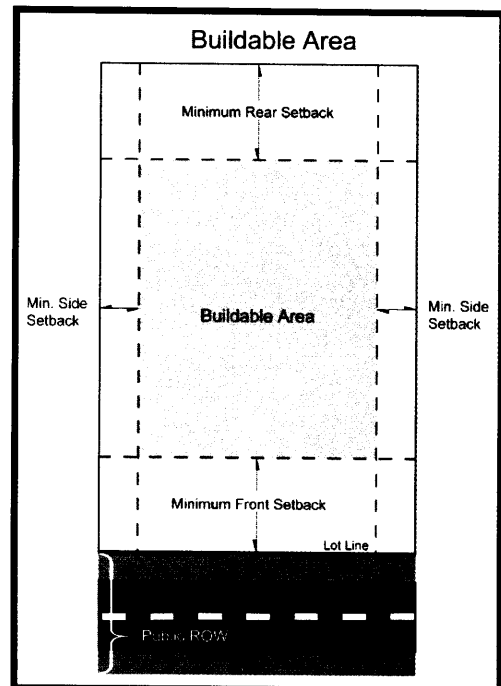 Buildable Area
Minimum Rear Setback
Min. Side
Setback
Buildable Area
Min. Side
Setback
Minimum Front Setback
Lot Line
Public ROW